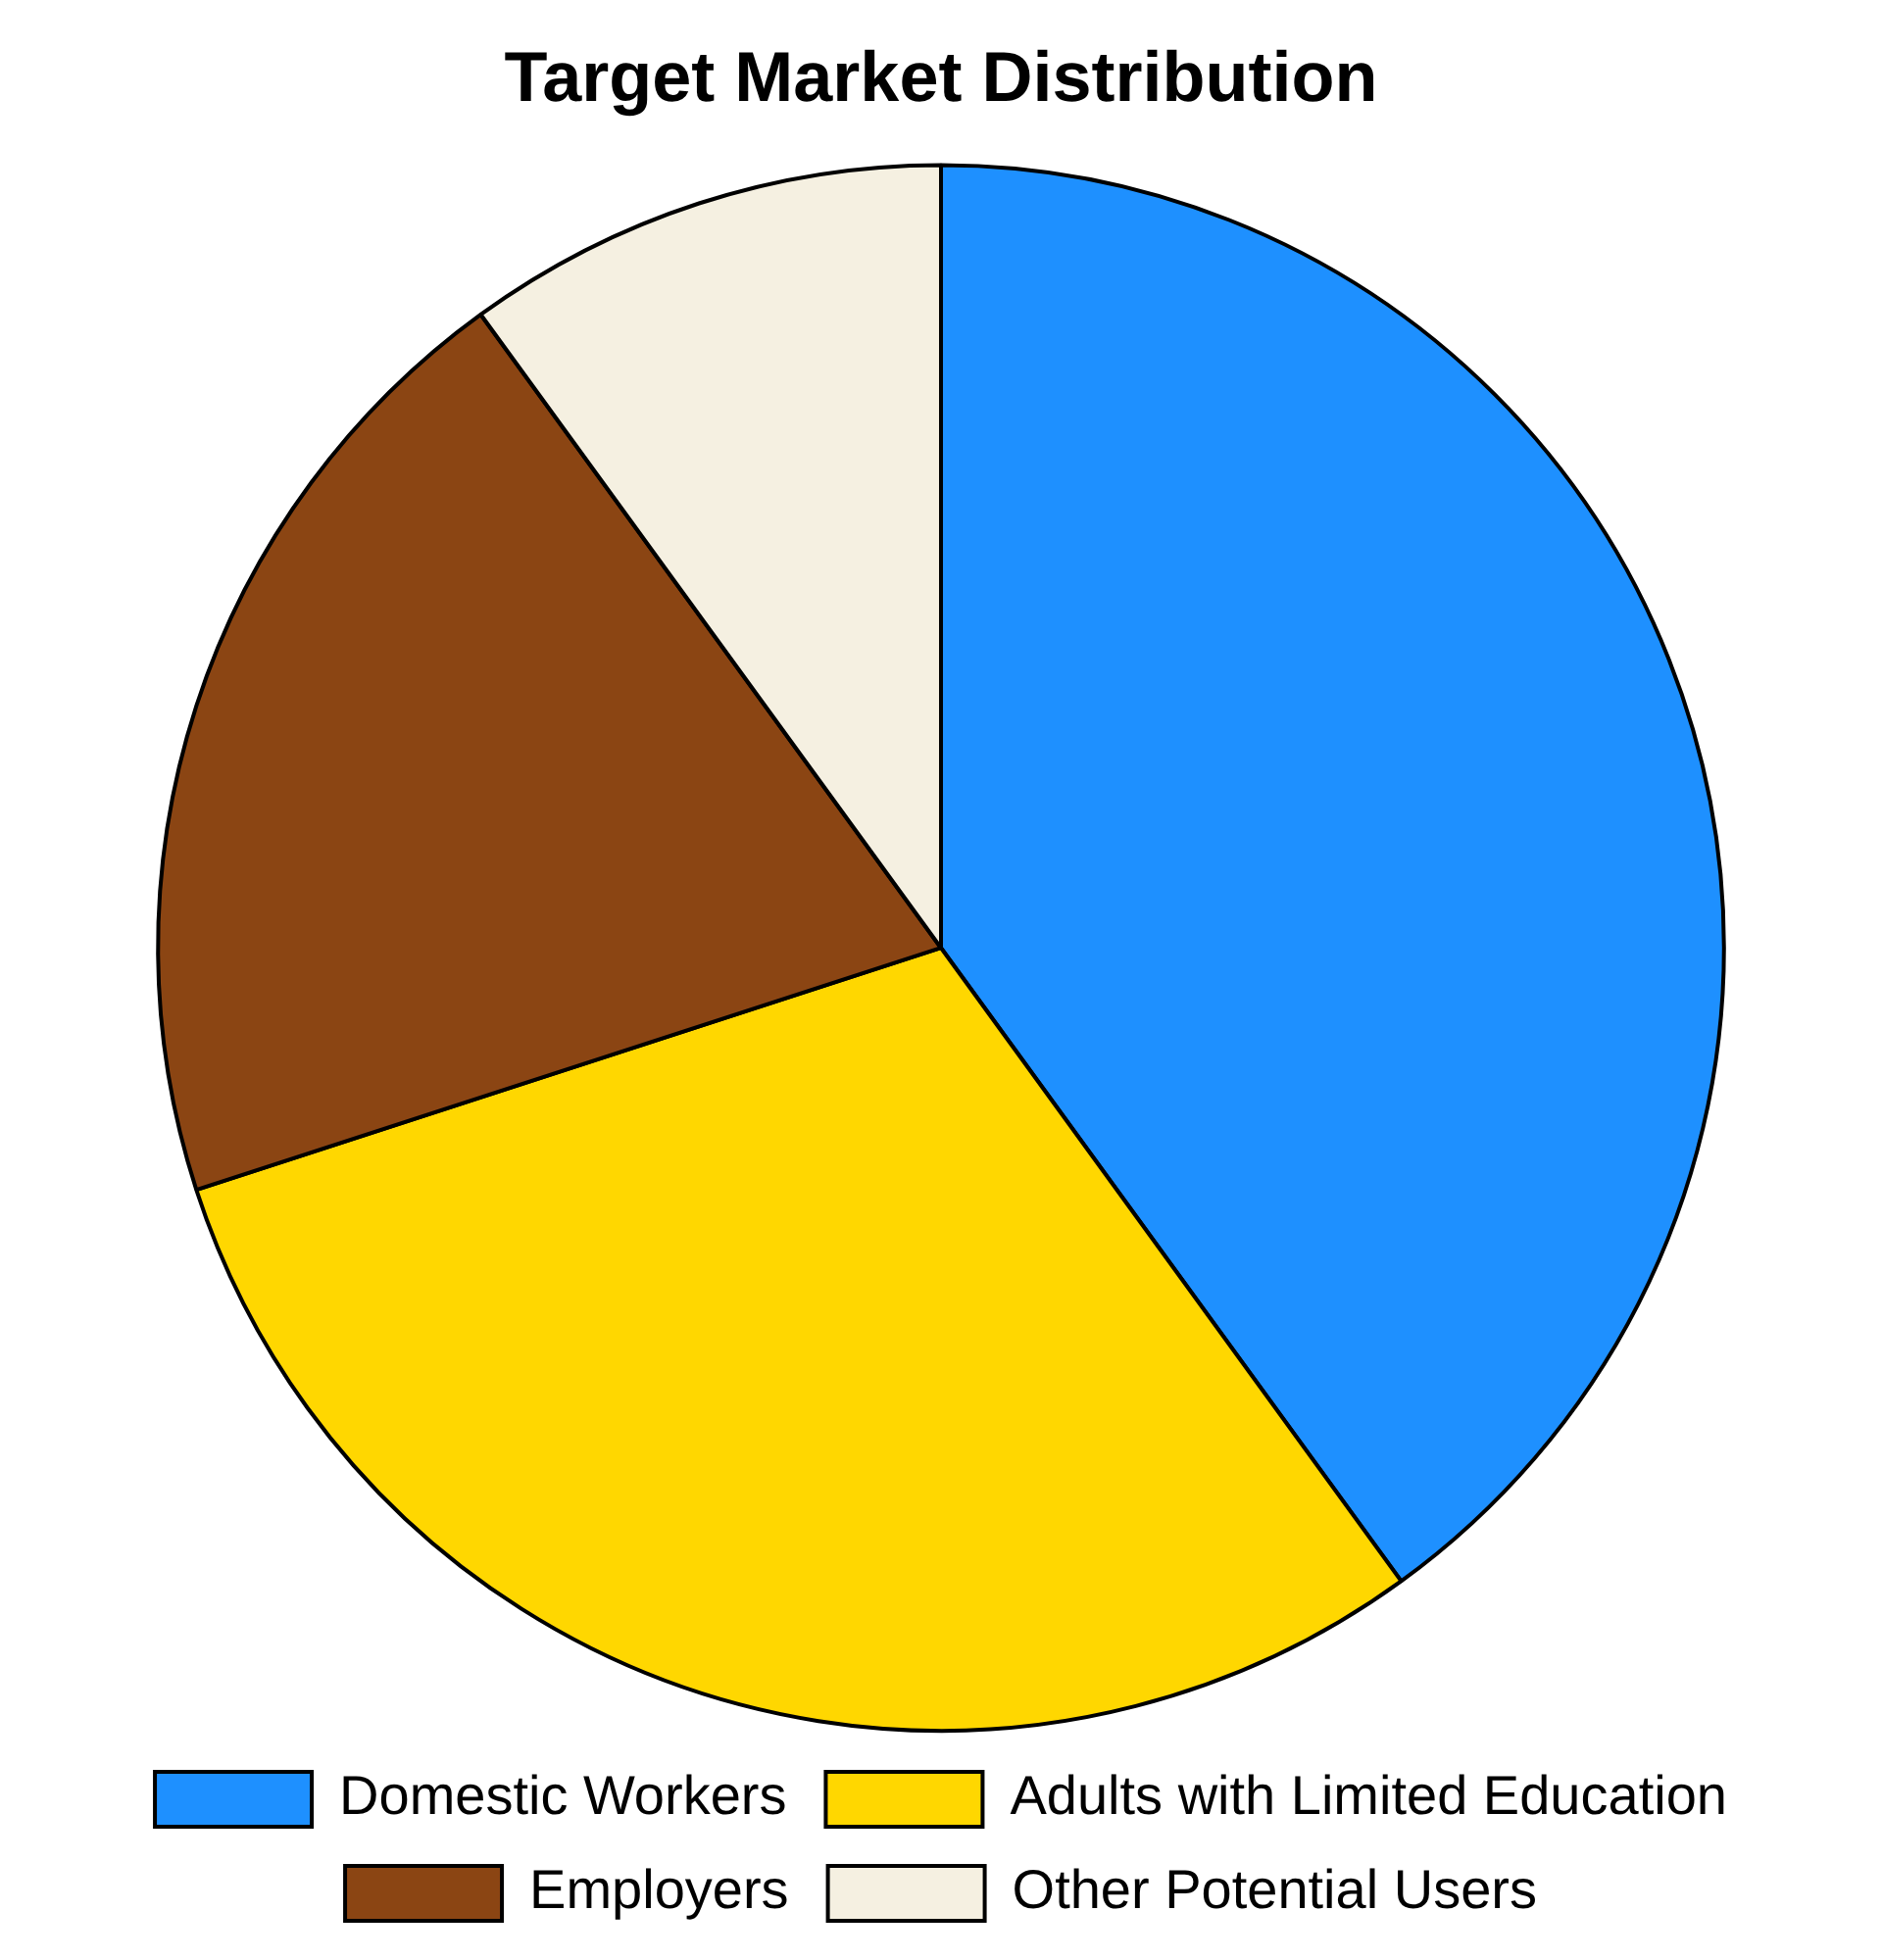 Target Market Distribution
Domestic Workers Adults with Limited Education
Employers Other Potential Users